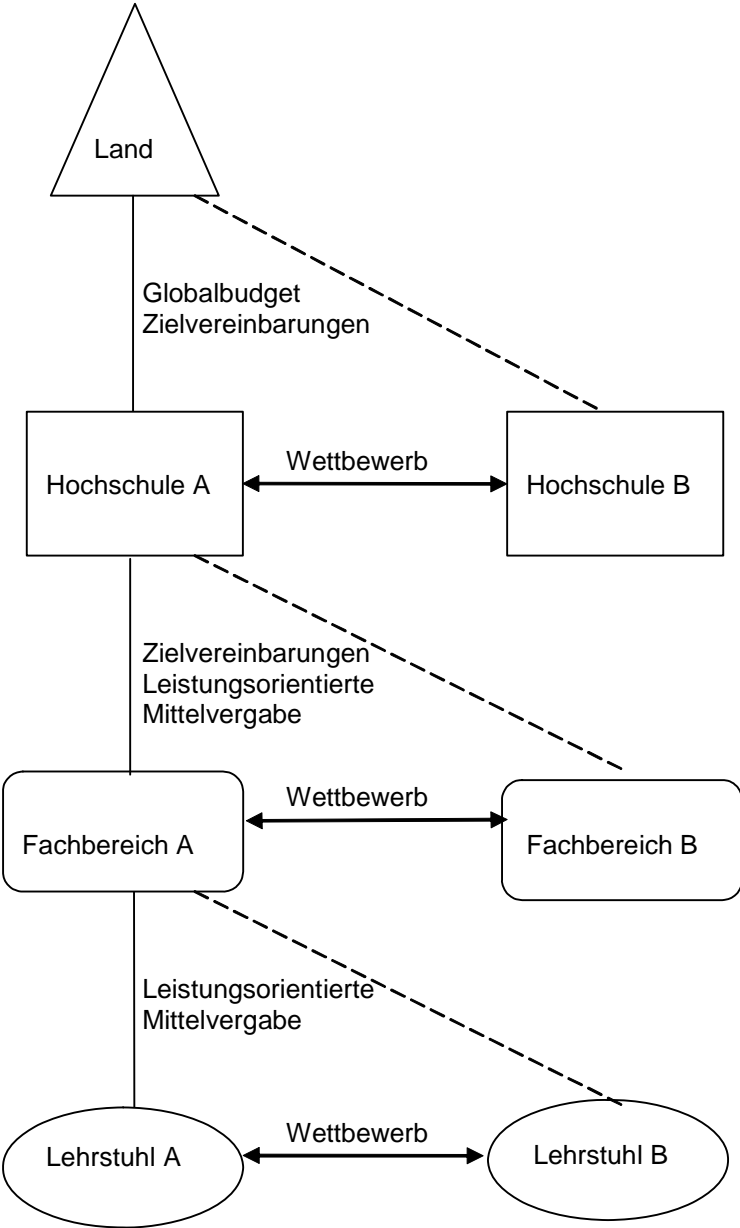 Land
Globalbudget
Zielvereinbarungen
Hochschule A
Wettbewerb
Hochschule B
Zielvereinbarungen
Leistungsorientierte
Mittelvergabe
Fachbereich A
Wettbewerb
Fachbereich B
Leistungsorientierte
Mittelvergabe
Lehrstuhl A
Wettbewerb
Lehrstuhl B